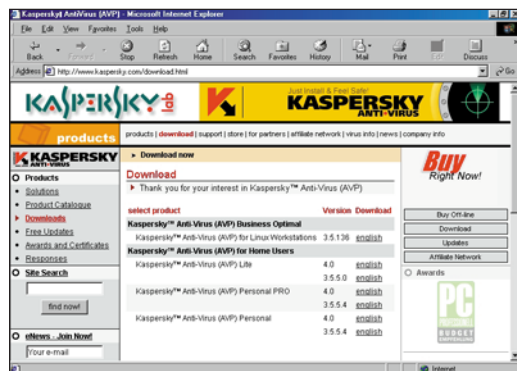 Kaspersky† AntiVirus (AVP) - Microsoft Internet Explorer
File Edit View Favorites Tools Help
Back Forward Stop Refresh Home Search Favorites History Mail Print Edit Discuss
Address http://www.kaspersky.com/download.html Go
KASPERSKY lab
Just Install & Feel Safe!
KASPERSKY
ANTI-VIRUS
products
products | download | support | store | for partners | affiliate network | virus info | news | company info
KASPERSKY
ANTI-VIRUS
Products
Solutions
Product Catalogue
Downloads
Free Updates
Awards and Certificates
Responses
Site Search
find now!
eNews - Join Now!
Your e-mail
Download now
Download
Thank you for your interest in Kaspersky™ Anti-Virus (AVP)
select product Version Download
Kaspersky™ Anti-Virus (AVP) Business Optimal
Kaspersky™ Anti-Virus (AVP) for Linux Workstations 3.5.136 english
Kaspersky™ Anti-Virus (AVP) for Home Users
Kaspersky™ Anti-Virus (AVP) Lite 4.0 english
3.5.5.0 english
Kaspersky™ Anti-Virus (AVP) Personal PRO 4.0 english
3.5.5.4 english
Kaspersky™ Anti-Virus (AVP) Personal 4.0 english
3.5.5.4 english
Buy
Right Now!
Buy Off-line
Download
Updates
Affiliate Network
Awards
PC
BUDGET
Internet